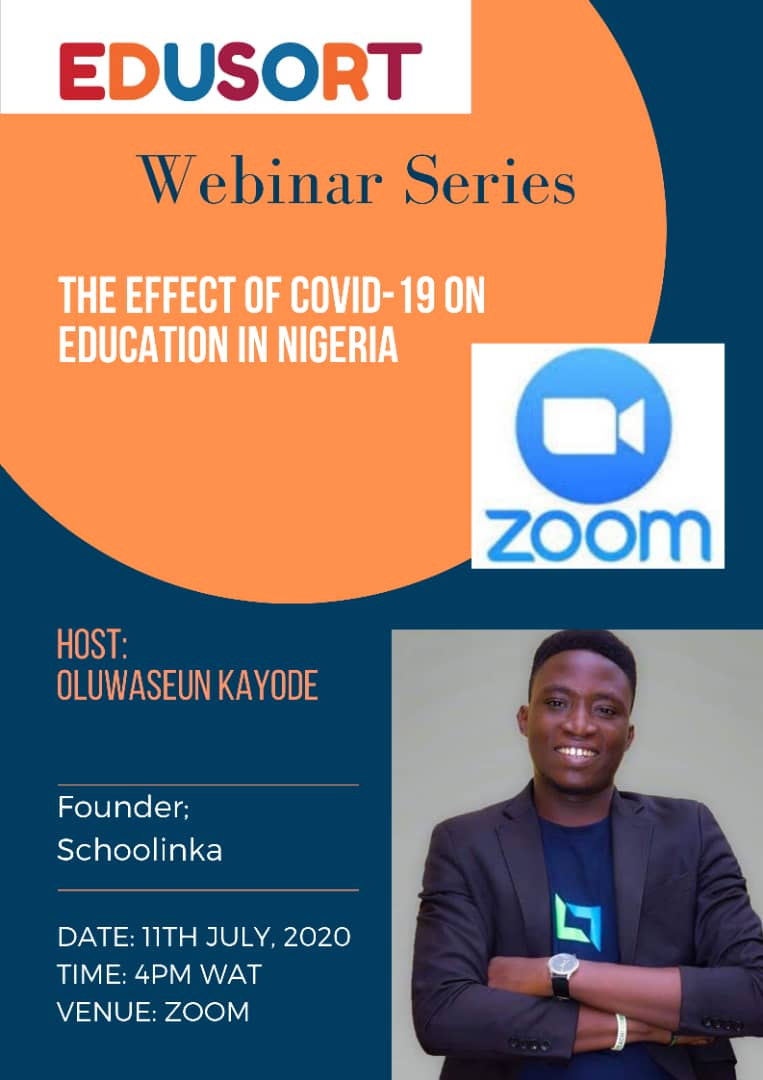 EDUSORT
Webinar Series
THE EFFECT OF COVID-19 ON
EDUCATION IN NIGERIA
zoom
HOST:
OLUWASEUN KAYODE
Founder;
Schoolinka
DATE: 11TH JULY, 2020
TIME: 4PM WAT
VENUE: ZOOM